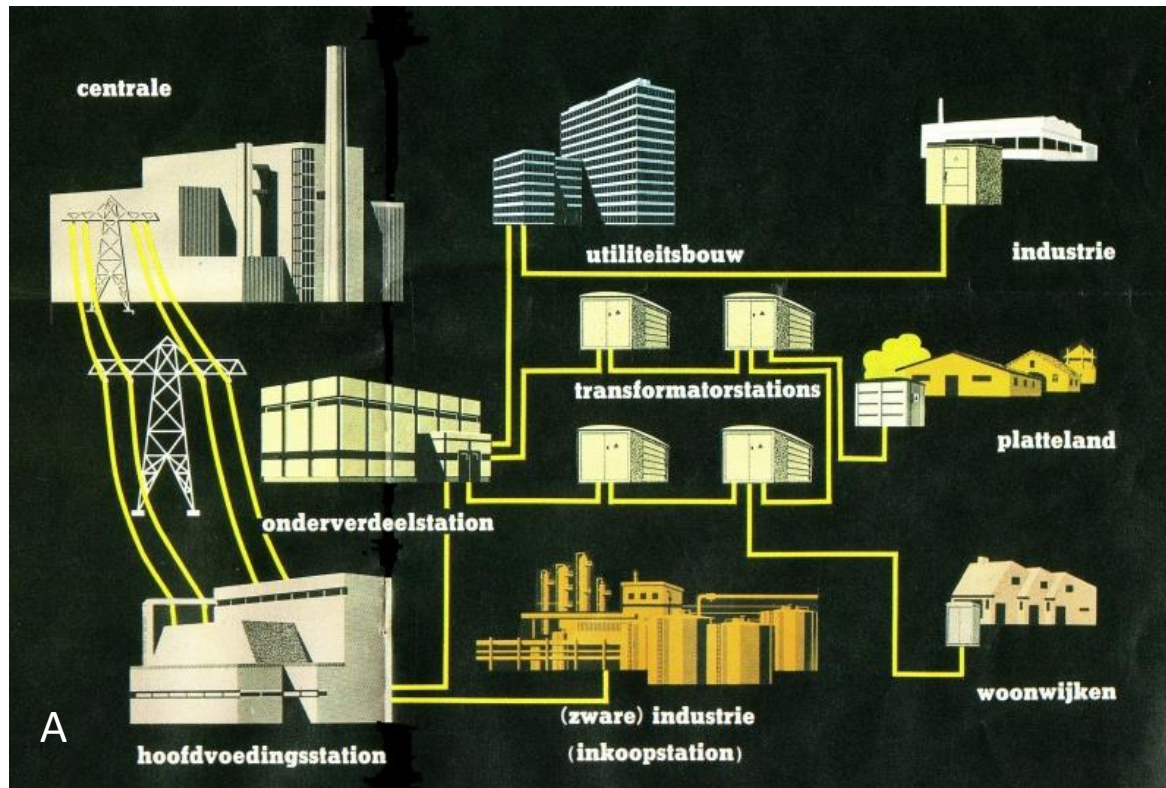 centrale
utiliteitsbouw
industrie
transformatorstations
platteland
onderverdeelstation
woonwijken
(zware) industrie
(inkoopstation)
hoofdvoedingsstation
A